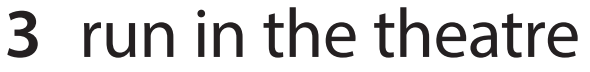 3 run in the theatre